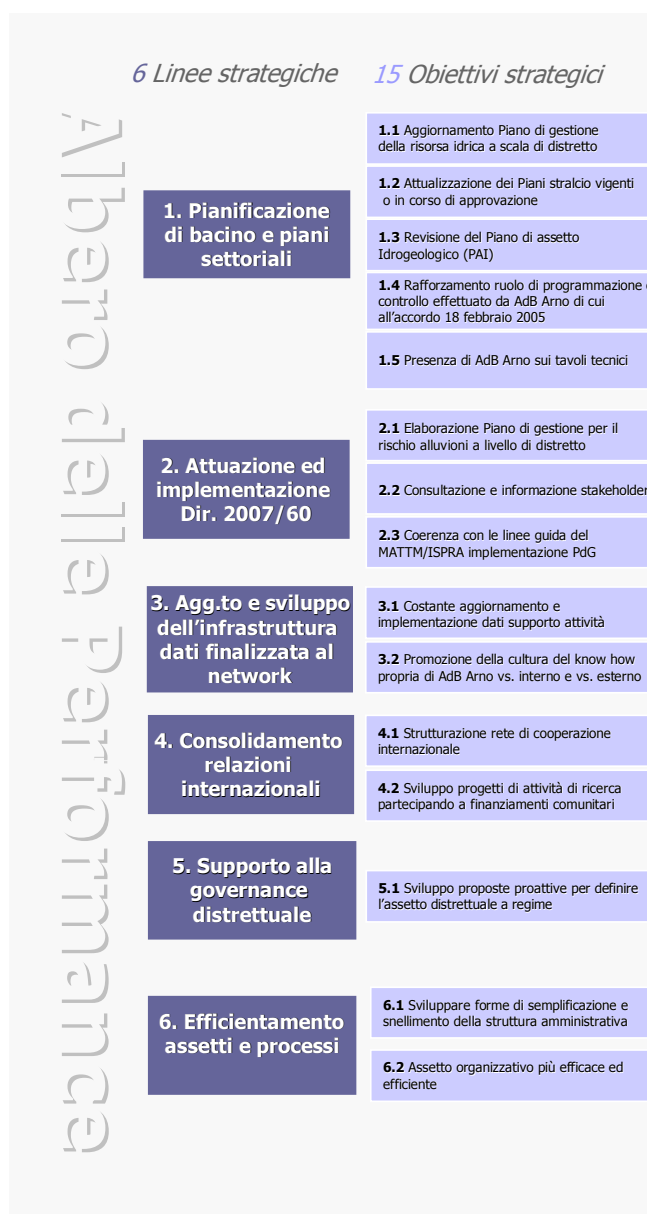 6 Linee strategiche
15 Obiettivi strategici
Albero della Performance
1. Pianificazione
di bacino e piani
settoriali
1.1 Aggiornamento Piano di gestione
della risorsa idrica a scala di distretto
1.2 Attualizzazione dei Piani stralcio vigenti
o in corso di approvazione
1.3 Revisione del Piano di assetto
Idrogeologico (PAI)
1.4 Rafforzamento ruolo di programmazione
controllo effettuato da AdB Arno di cui
all'accordo 18 febbraio 2005
1.5 Presenza di AdB Arno sui tavoli tecnici
2. Attuazione ed
implementazione
Dir. 2007/60
2.1 Elaborazione Piano di gestione per il
rischio alluvioni a livello di distretto
2.2 Consultazione e informazione stakeholder
2.3 Coerenza con le linee guida del
MATTM/ISPRA implementazione PdG
3. Agg.to e sviluppo
dell'infrastruttura
dati finalizzata al
network
3.1 Costante aggiornamento e
implementazione dati supporto attività
3.2 Promozione della cultura del know how
propria di AdB Arno vs. interno e vs. esterno
4. Consolidamento
relazioni
internazionali
4.1 Strutturazione rete di cooperazione
internazionale
4.2 Sviluppo progetti di attività di ricerca
partecipando a finanziamenti comunitari
5. Supporto alla
governance
distrettuale
5.1 Sviluppo proposte proattive per definire
l'assetto distrettuale a regime
6. Efficientamento
assetti e processi
6.1 Sviluppare forme di semplificazione e
snellimento della struttura amministrativa
6.2 Assetto organizzativo più efficace ed
efficiente